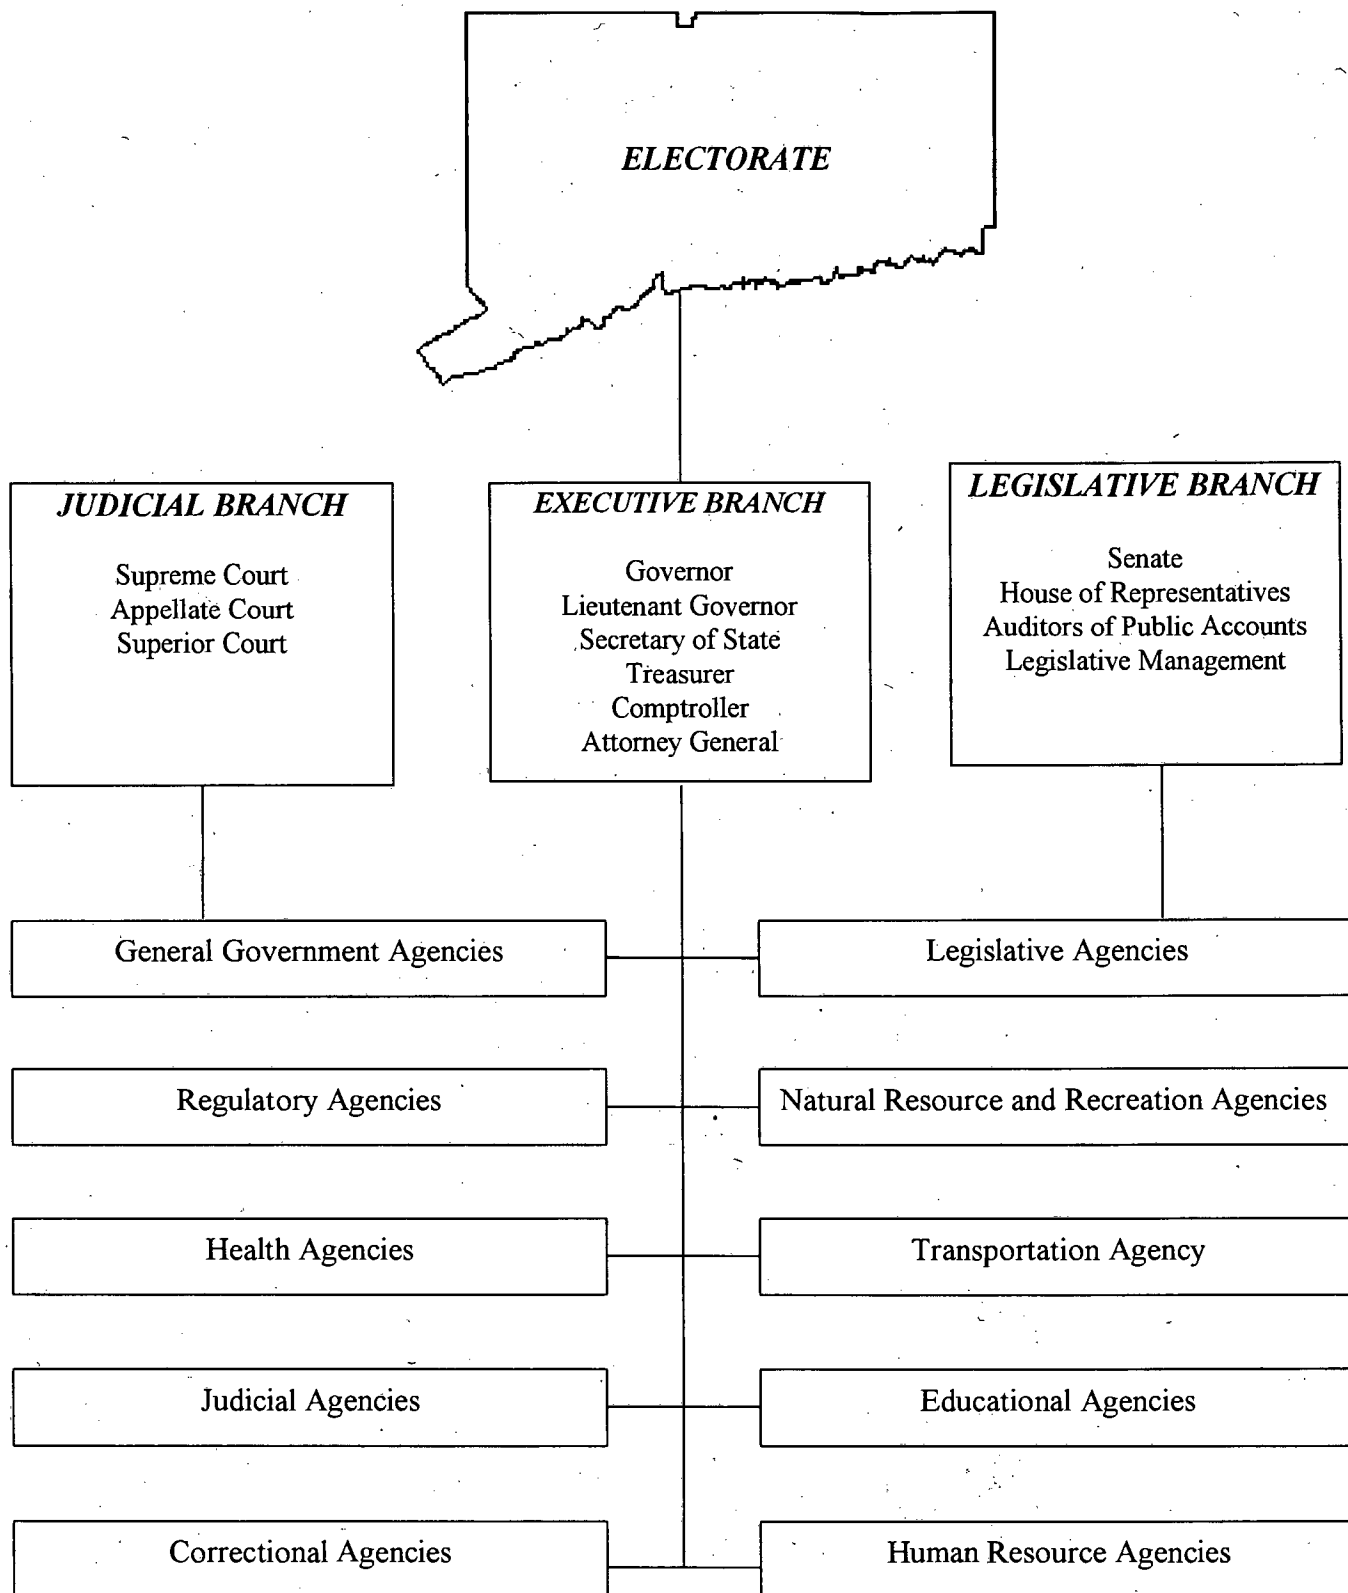 ELECTORATE
JUDICIAL BRANCH
Supreme Court
Appellate Court
Superior Court
EXECUTIVE BRANCH
Governor
Lieutenant Governor
Secretary of State
Treasurer
Comptroller
Attorney General
LEGISLATIVE BRANCH
Senate
House of Representatives
Auditors of Public Accounts
Legislative Management
General Government Agencies
Legislative Agencies
Regulatory Agencies
Natural Resource and Recreation Agencies
Health Agencies
Transportation Agency
Judicial Agencies
Educational Agencies
Correctional Agencies
Human Resource Agencies